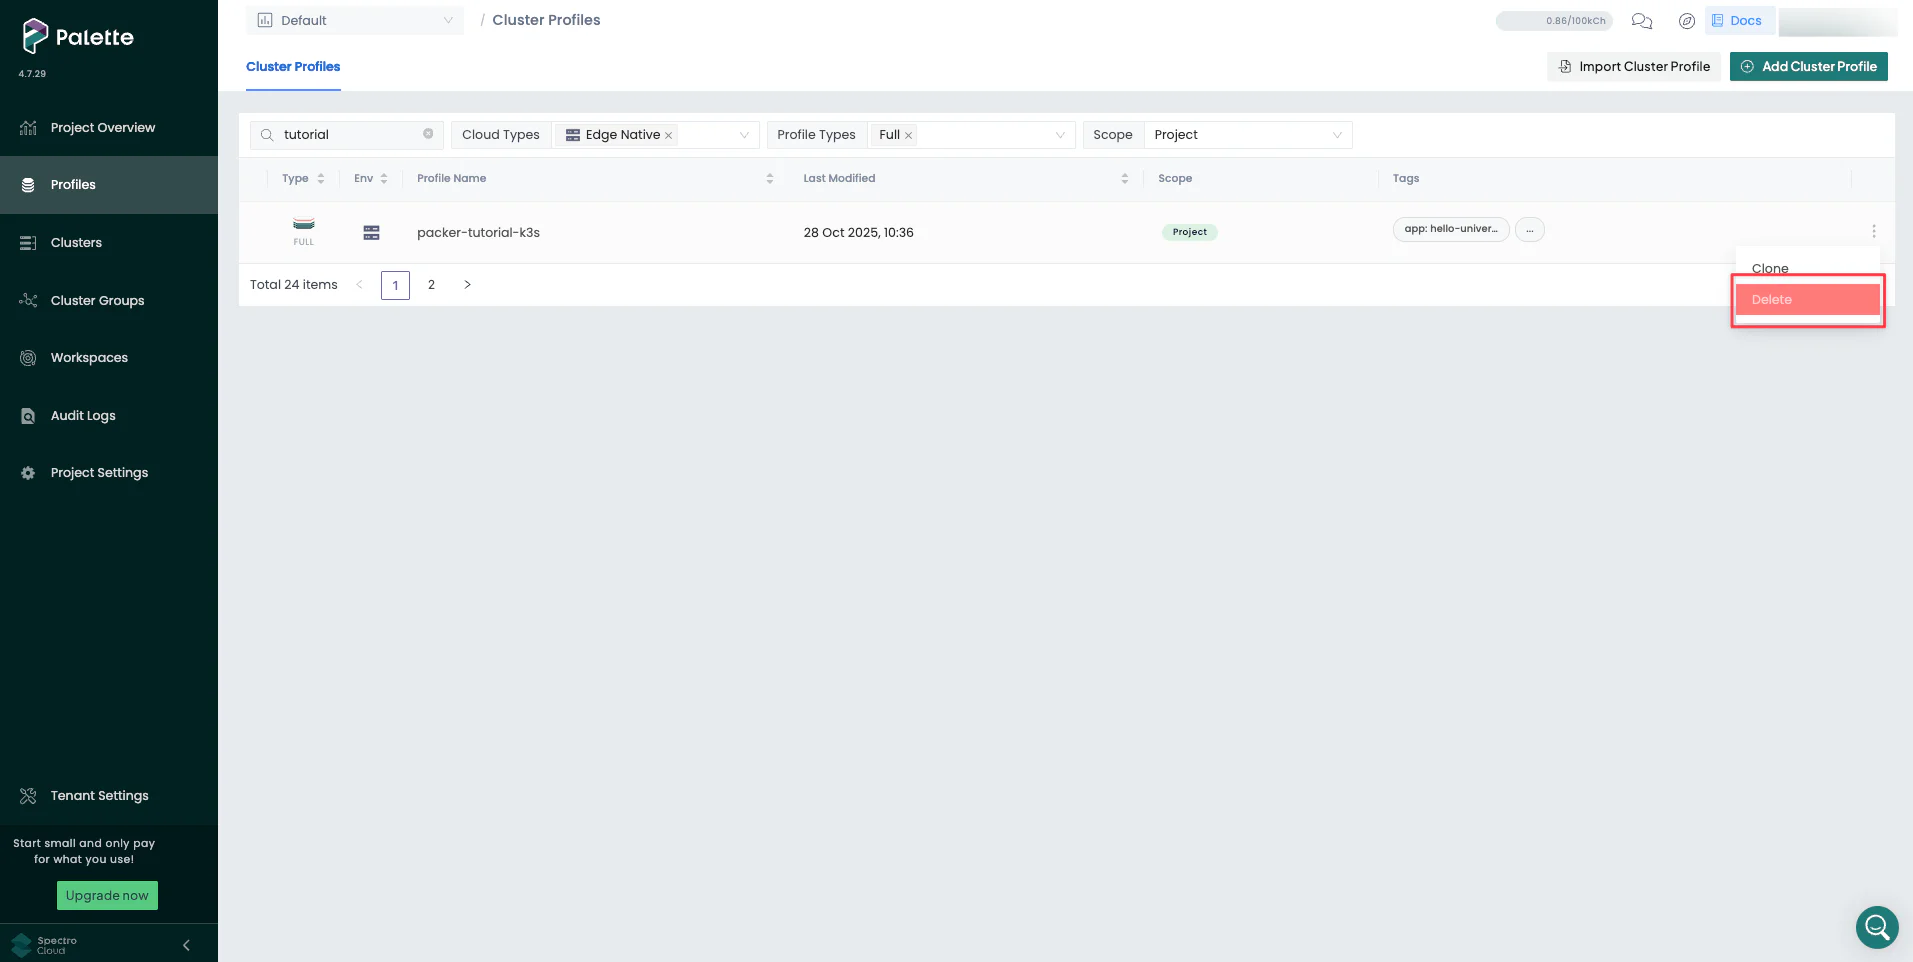 Palette
4.7.29
Project Overview
Profiles
Clusters
Cluster Groups
Workspaces
Audit Logs
Project Settings
Tenant Settings
Start small and only pay
for what you use!
Upgrade now
Spectro
Cloud
Default / Cluster Profiles
0.86/100kCh
Docs
Cluster Profiles
Import Cluster Profile
Add Cluster Profile
tutorial
Cloud Types Edge Native
Profile Types Full
Scope Project
Type Env Profile Name Last Modified Scope Tags
FULL
packer-tutorial-k3s 28 Oct 2025, 10:36 Project app: hello-univer... ...
Total 24 items 1 2
Clone
Delete